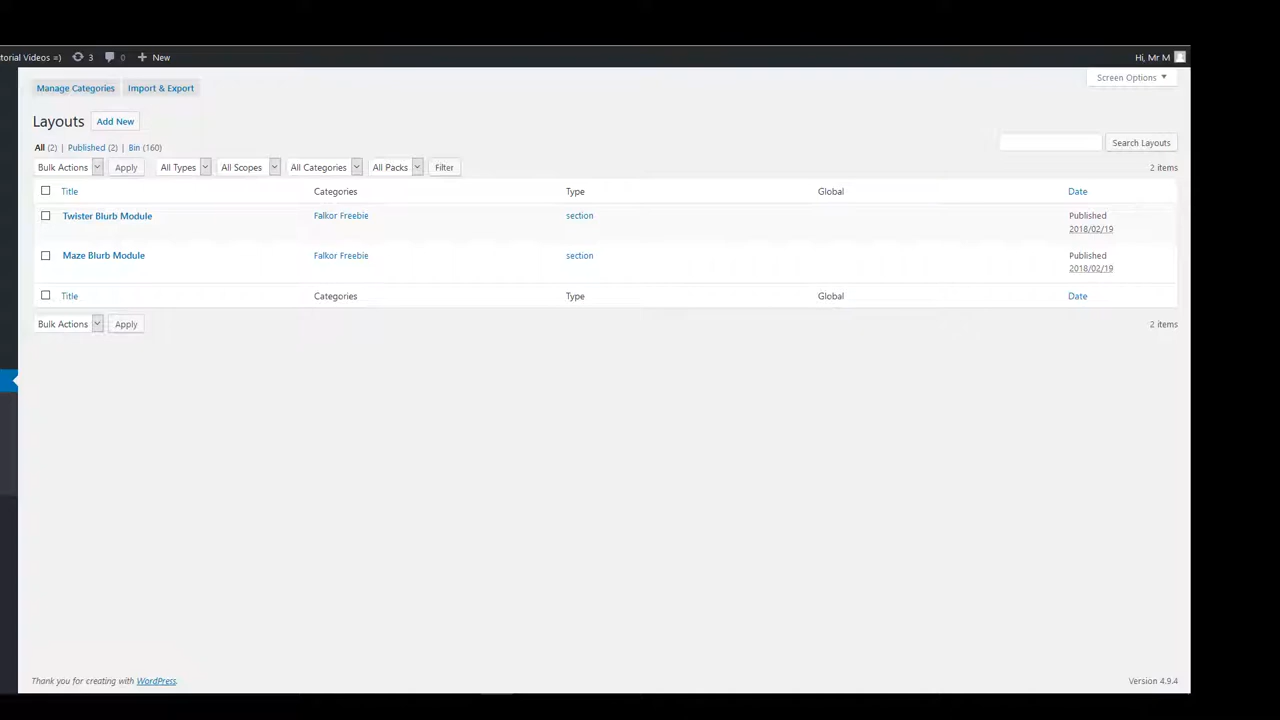 torial Videos =) 3 0 New Hi, Mr M
Screen Options
Manage Categories Import & Export
Layouts Add New
All (2) | Published (2) | Bin (160)
Search Layouts
Bulk Actions Apply All Types All Scopes All Categories All Packs Filter 2 items
Title Categories Type Global Date
Twister Blurb Module Falkor Freebie section Published
2018/02/19
Maze Blurb Module Falkor Freebie section Published
2018/02/19
Title Categories Type Global Date
Bulk Actions Apply 2 items
Thank you for creating with WordPress. Version 4.9.4